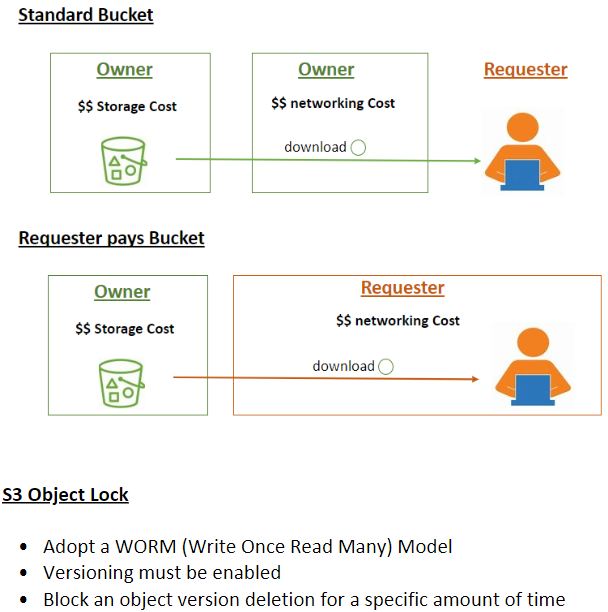 Standard Bucket
Owner
Owner
Requester
$$ Storage Cost
$$ networking Cost
download
Requester pays Bucket
Owner
Requester
$$ Storage Cost
$$ networking Cost
download
S3 Object Lock
• Adopt a WORM (Write Once Read Many) Model
• Versioning must be enabled
• Block an object version deletion for a specific amount of time